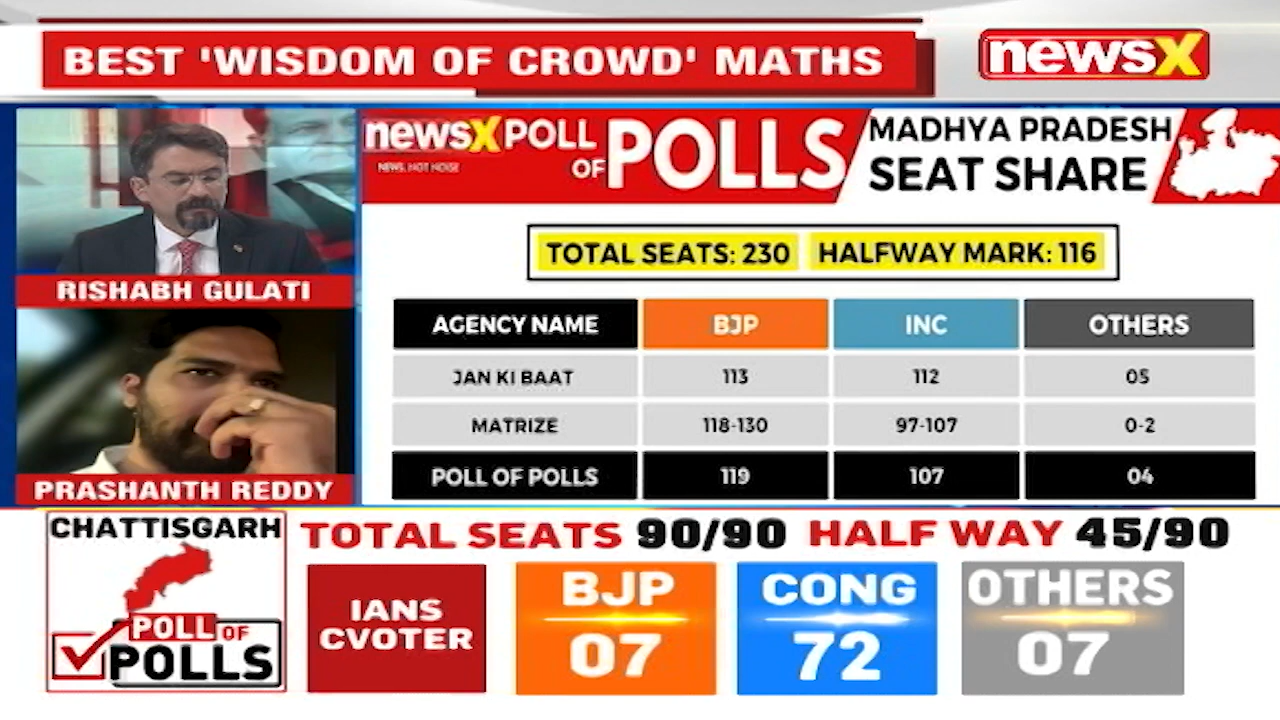 BEST 'WISDOM OF CROWD' MATHS
newsX
RISHABH GULATI
PRASHANTH REDDY
newsX POLL OF POLLS
NEWS, NOT NOISE
MADHYA PRADESH
SEAT SHARE
TOTAL SEATS: 230 HALFWAY MARK: 116
AGENCY NAME BJP INC OTHERS
JAN KI BAAT 113 112 05
MATRIZE 118-130 97-107 0-2
POLL OF POLLS 119 107 04
CHATTISGARH
POLL OF
POLLS
TOTAL SEATS 90/90 HALF WAY 45/90
IANS
CVOTER
BJP
07
CONG
72
OTHERS
07